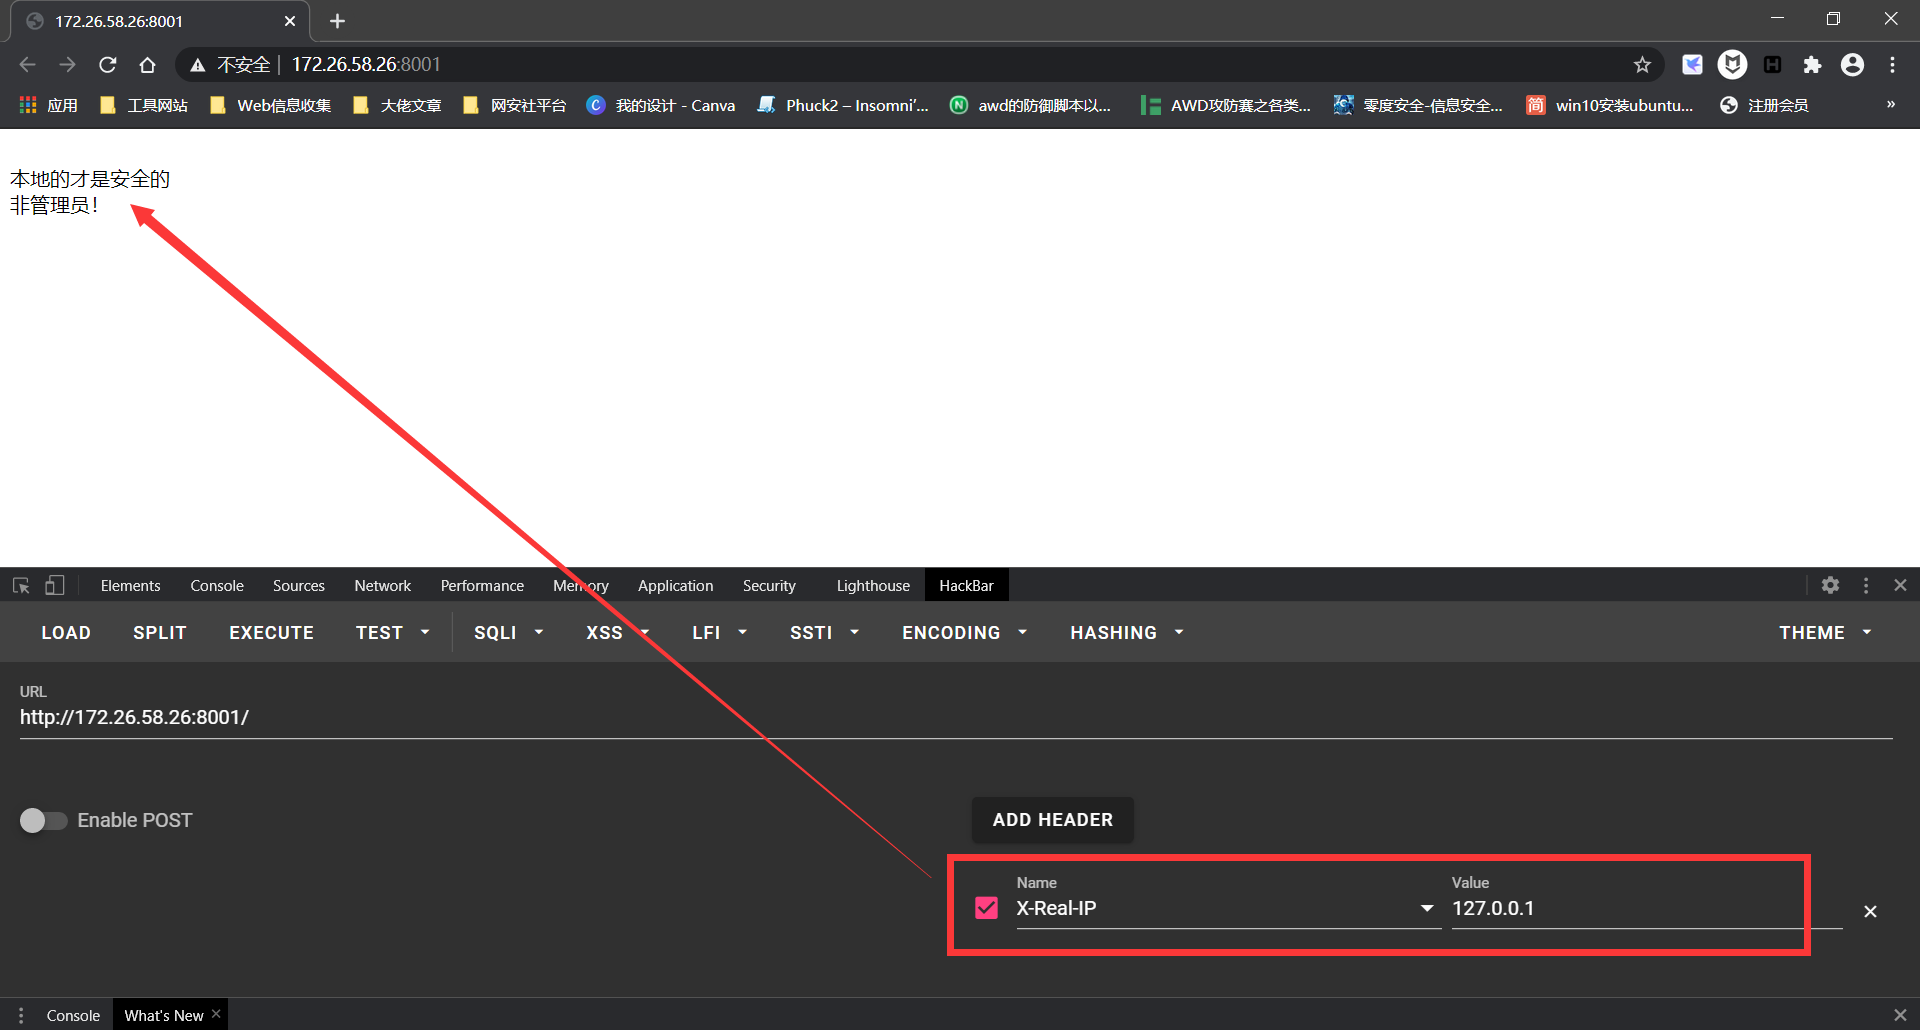 172.26.58.26:8001
不安全 | 172.26.58.26:8001
应用 工具网站 Web信息收集 大佬文章 网安社平台 我的设计 - Canva Phuck2 – Insomni'... awd的防御脚本以... AWD攻防赛之各类... 零度安全-信息安全... win10安装ubuntu... 注册会员 »
本地的才是安全的
非管理员！
Elements Console Sources Network Performance Memory Application Security Lighthouse HackBar
LOAD SPLIT EXECUTE TEST SQLI XSS LFI SSTI ENCODING HASHING THEME
URL
http://172.26.58.26:8001/
Enable POST
ADD HEADER
Name Value
X-Real-IP 127.0.0.1
Console What's New